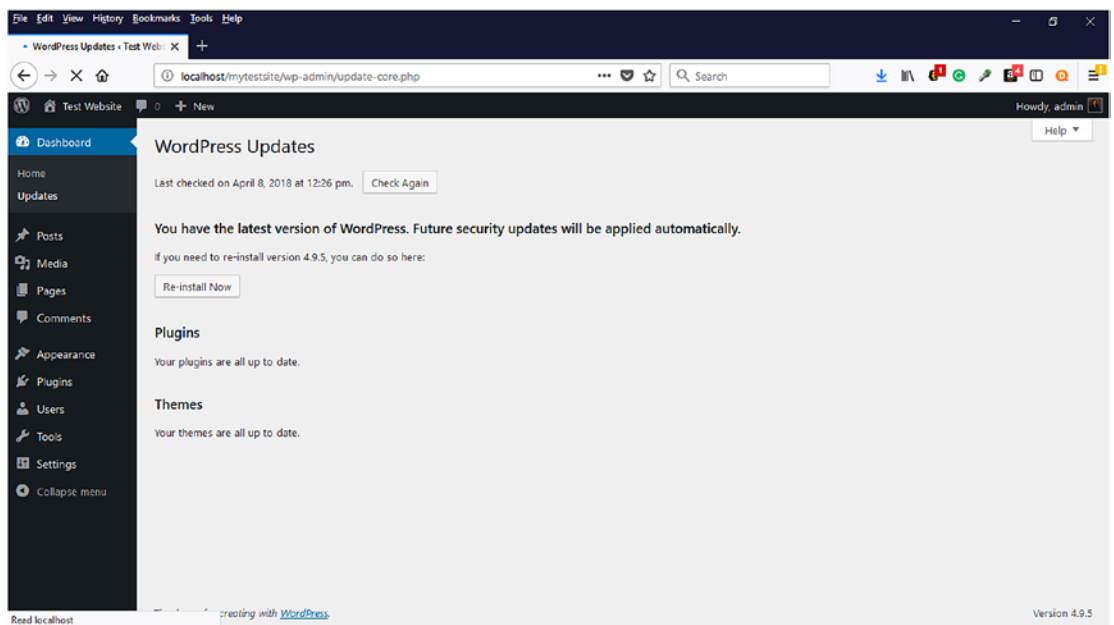 File Edit View History Bookmarks Tools Help
WordPress Updates ‹ Test Web
localhost/mytestsite/wp-admin/update-core.php
Search
1
4
Test Website 0 New
Howdy, admin
Help
Dashboard
Home
Updates
Posts
Media
Pages
Comments
Appearance
Plugins
Users
Tools
Settings
Collapse menu
WordPress Updates
Last checked on April 8, 2018 at 12:26 pm. Check Again
You have the latest version of WordPress. Future security updates will be applied automatically.
If you need to re-install version 4.9.5, you can do so here:
Re-install Now
Plugins
Your plugins are all up to date.
Themes
Your themes are all up to date.
creating with WordPress.
Version 4.9.5
Read localhost